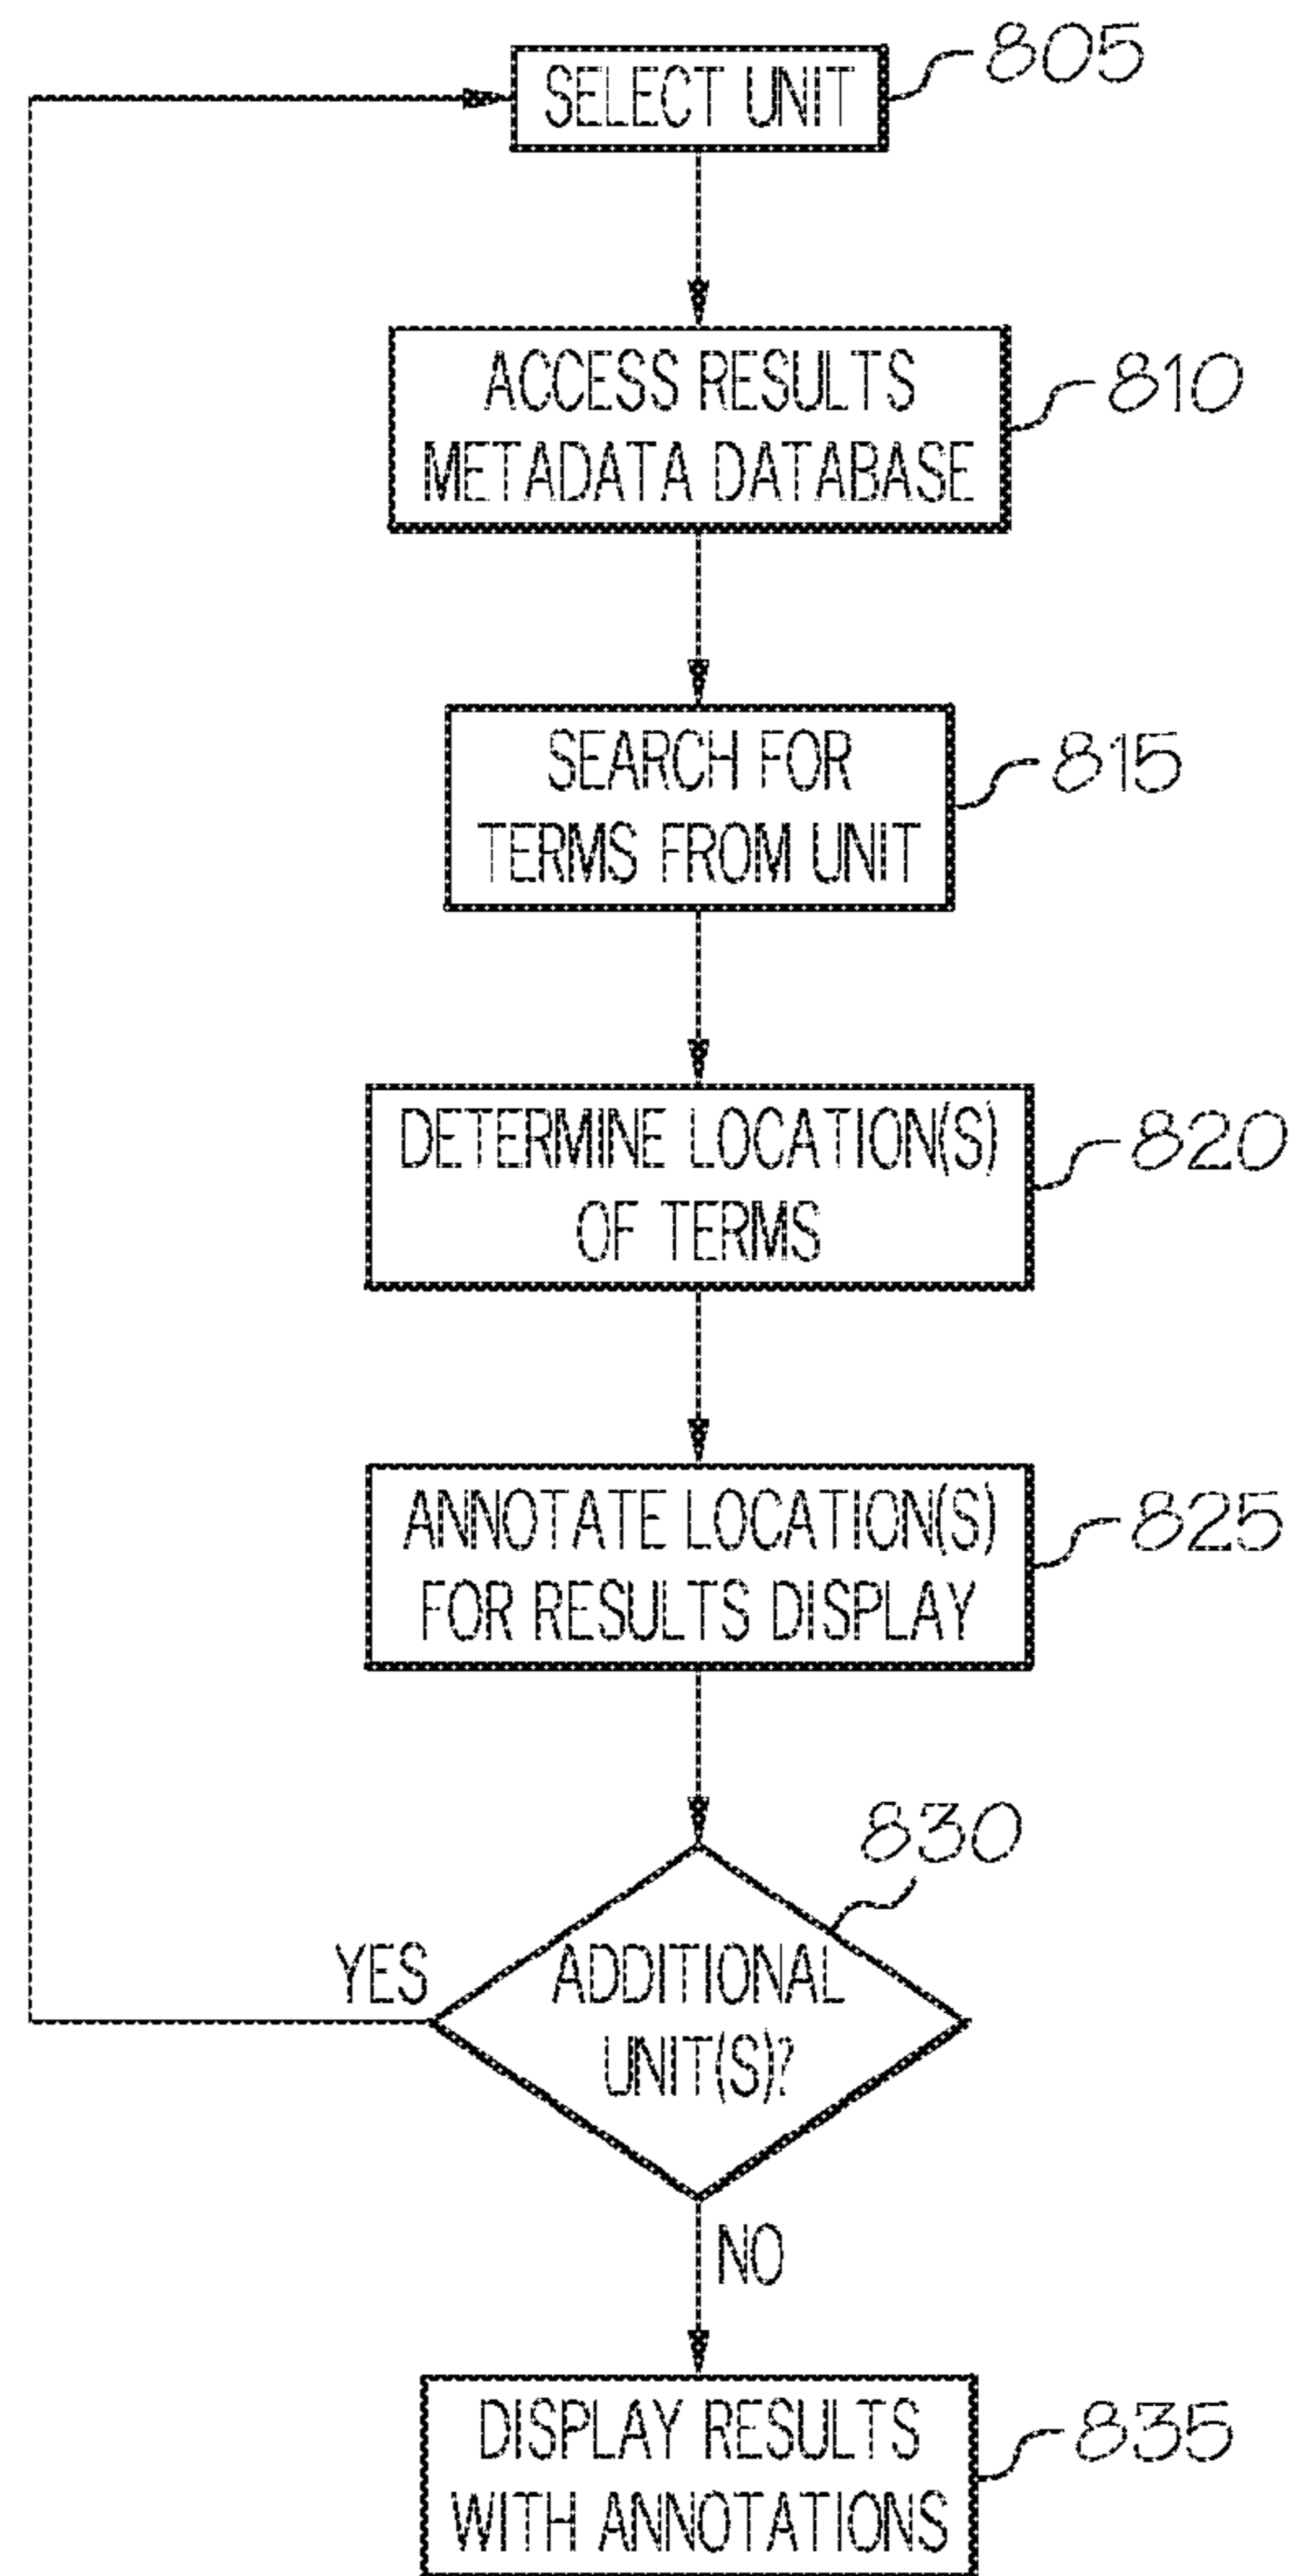 SELECT UNIT
805
ACCESS RESULTS
METADATA DATABASE
810
SEARCH FOR
TERMS FROM UNIT
815
DETERMINE LOCATION(S)
OF TERMS
820
ANNOTATE LOCATION(S)
FOR RESULTS DISPLAY
825
830
YES
ADDITIONAL
UNIT(S)?
NO
DISPLAY RESULTS
WITH ANNOTATIONS
835